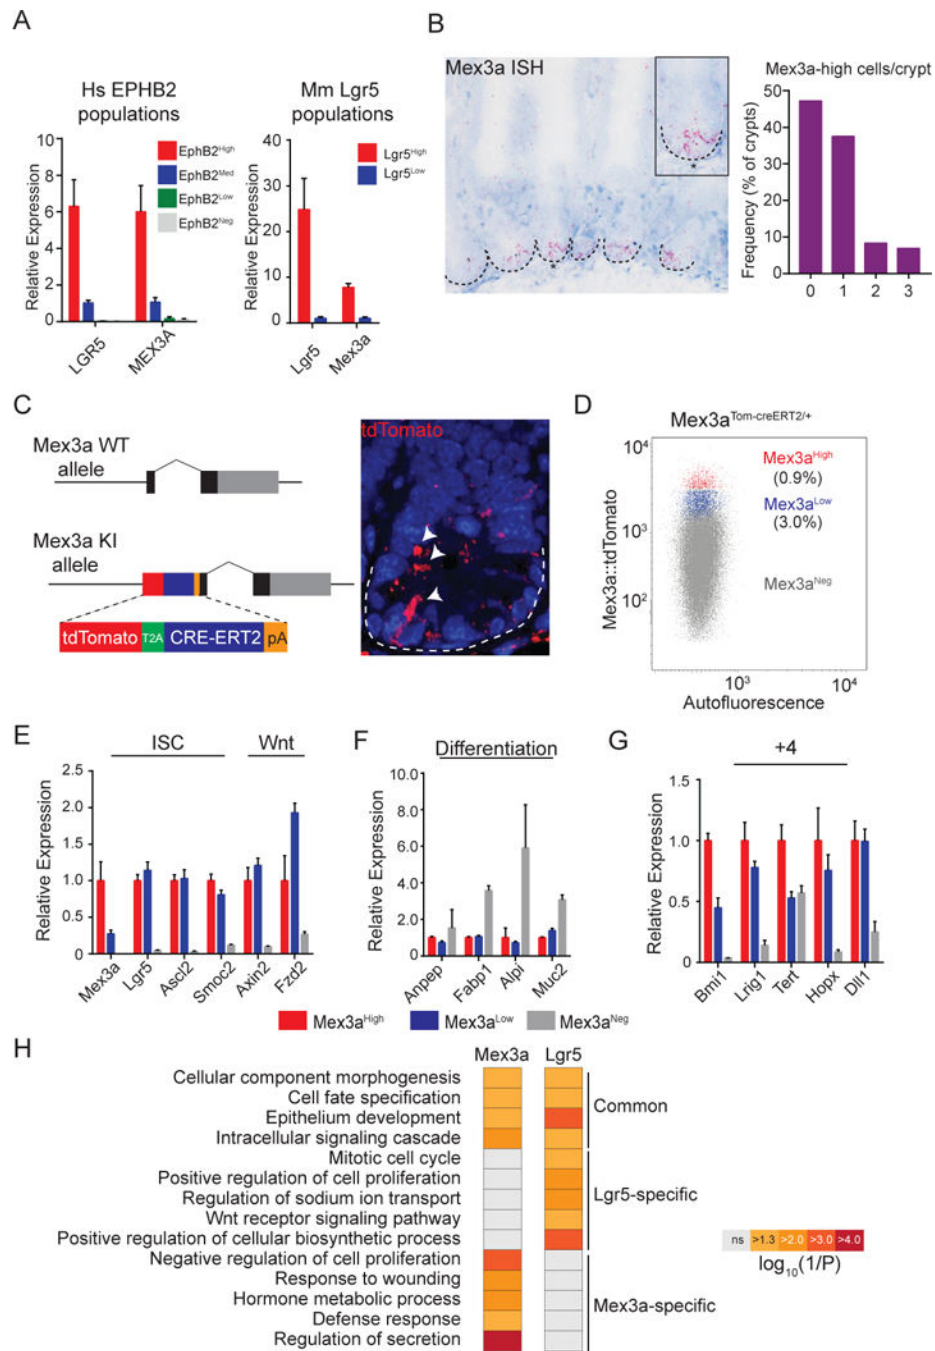 A
Hs EPHB2
populations
Relative Expression
8
6
4
2
0
EphB2High
EphB2Med
EphB2Low
EphB2Neg
LGR5
MEX3A
Mm Lgr5
populations
Relative Expression
40
30
20
10
0
Lgr5High
Lgr5Low
Lgr5
Mex3a
B
Mex3a ISH
*
*
Mex3a-high cells/crypt
Frequency (% of crypts)
50
40
30
20
10
0
0 1 2 3
C
Mex3a WT
allele
Mex3a KI
allele
tdTomato T2A CRE-ERT2 pA
tdTomato
D
Mex3aTom-creERT2/+
Mex3a::tdTomato
10^4
10^3
10^2
Mex3aHigh
(0.9%)
Mex3aLow
(3.0%)
Mex3aNeg
10^3 10^4
Autofluorescence
E
ISC Wnt
Relative Expression
2.5
2.0
1.5
1.0
0.5
0
Mex3a Lgr5 Ascl2 Smoc2 Axin2 Fzd2
F
Differentiation
Relative Expression
10.0
8.0
6.0
4.0
2.0
0
Anpep Fabp1 Alpi Muc2
G
+4
Relative Expression
1.5
1.0
0.5
0
Bmi1 Lrig1 Tert Hopx Dll1
Mex3aHigh Mex3aLow Mex3aNeg
H
Mex3a Lgr5
Cellular component morphogenesis
Cell fate specification
Epithelium development
Intracellular signaling cascade
Common
Mitotic cell cycle
Positive regulation of cell proliferation
Regulation of sodium ion transport
Wnt receptor signaling pathway
Positive regulation of cellular biosynthetic process
Lgr5-specific
Negative regulation of cell proliferation
Response to wounding
Hormone metabolic process
Defense response
Regulation of secretion
Mex3a-specific
ns >1.3 >2.0 >3.0 >4.0
log10(1/P)